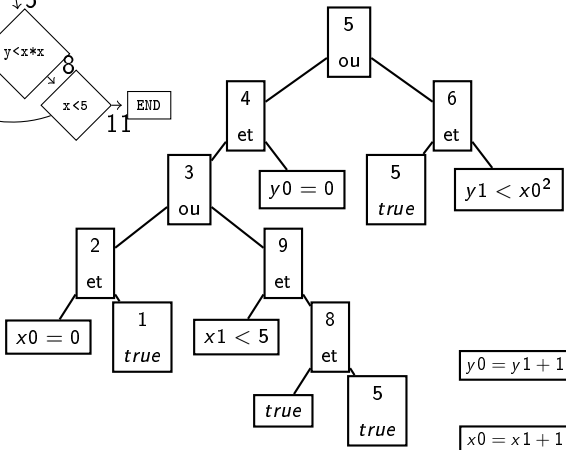 5
y<x*x
8
x<5
END
11
5
ou
4
et
6
et
3
ou
y0 = 0
5
true
y1 < x0²
2
et
9
et
x0 = 0
1
true
x1 < 5
8
et
true
5
true
y0 = y1 + 1
x0 = x1 + 1